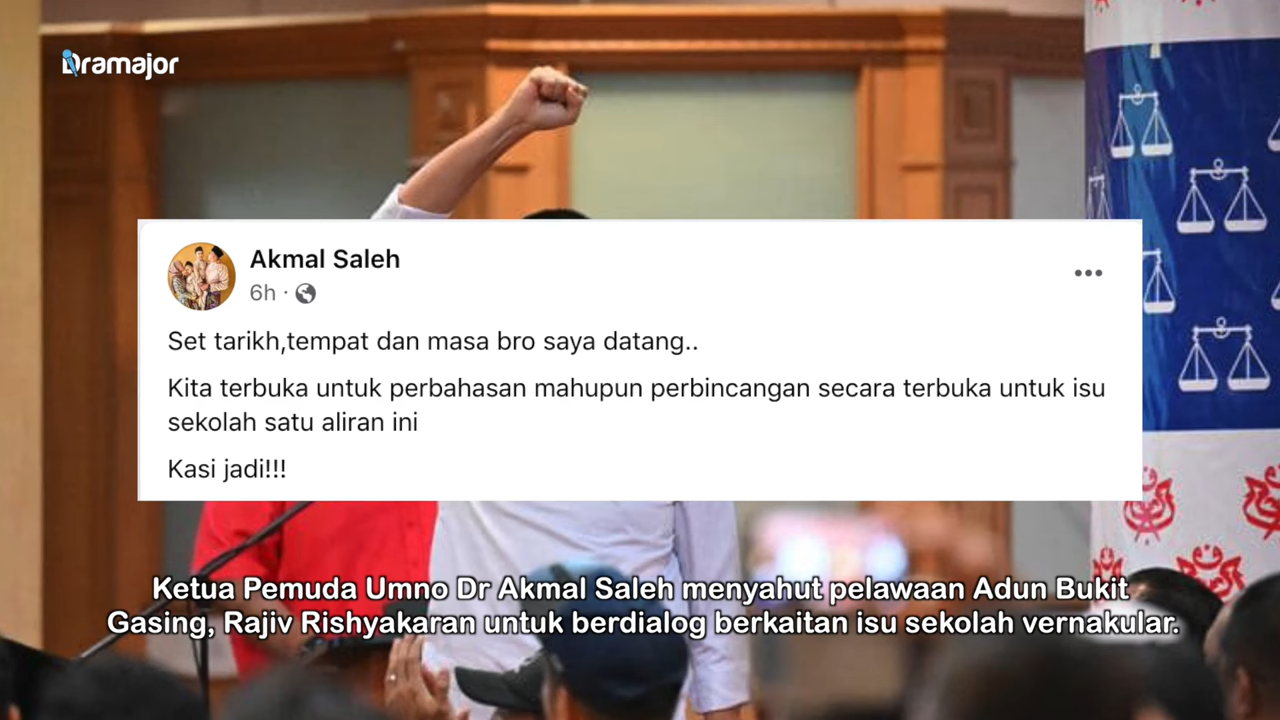 Dramajor
Akmal Saleh
6h ·
Set tarikh,tempat dan masa bro saya datang..
Kita terbuka untuk perbahasan mahupun perbincangan secara terbuka untuk isu
sekolah satu aliran ini
Kasi jadi!!!
Ketua Pemuda Umno Dr Akmal Saleh menyahut pelawaan Adun Bukit
Gasing, Rajiv Rishyakaran untuk berdialog berkaitan isu sekolah vernakular.